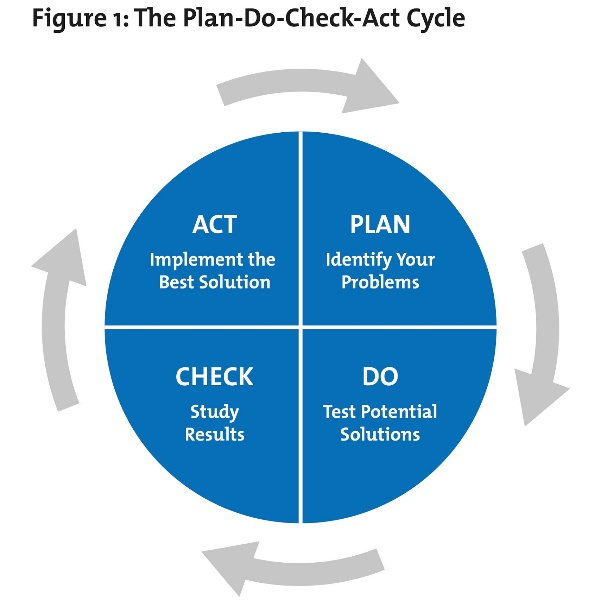 Figure 1: The Plan-Do-Check-Act Cycle
ACT
Implement the
Best Solution
PLAN
Identify Your
Problems
CHECK
Study
Results
DO
Test Potential
Solutions